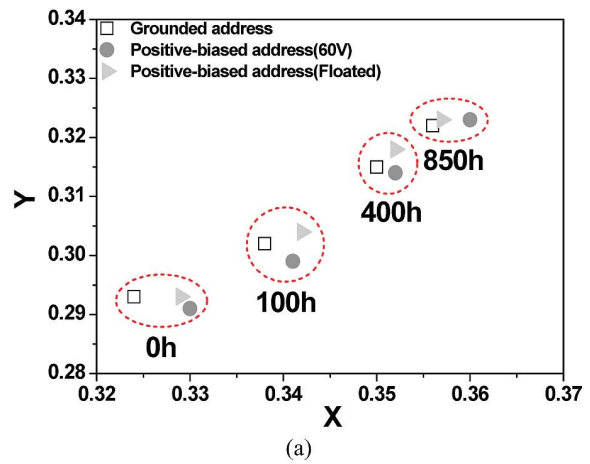 0.34
Grounded address
Positive-biased address(60V)
Positive-biased address(Floated)
0.33
0.32
850h
0.31
400h
Y
0.30
100h
0.29
0h
0.28
0.32 0.33 0.34 0.35 0.36 0.37
X
(a)